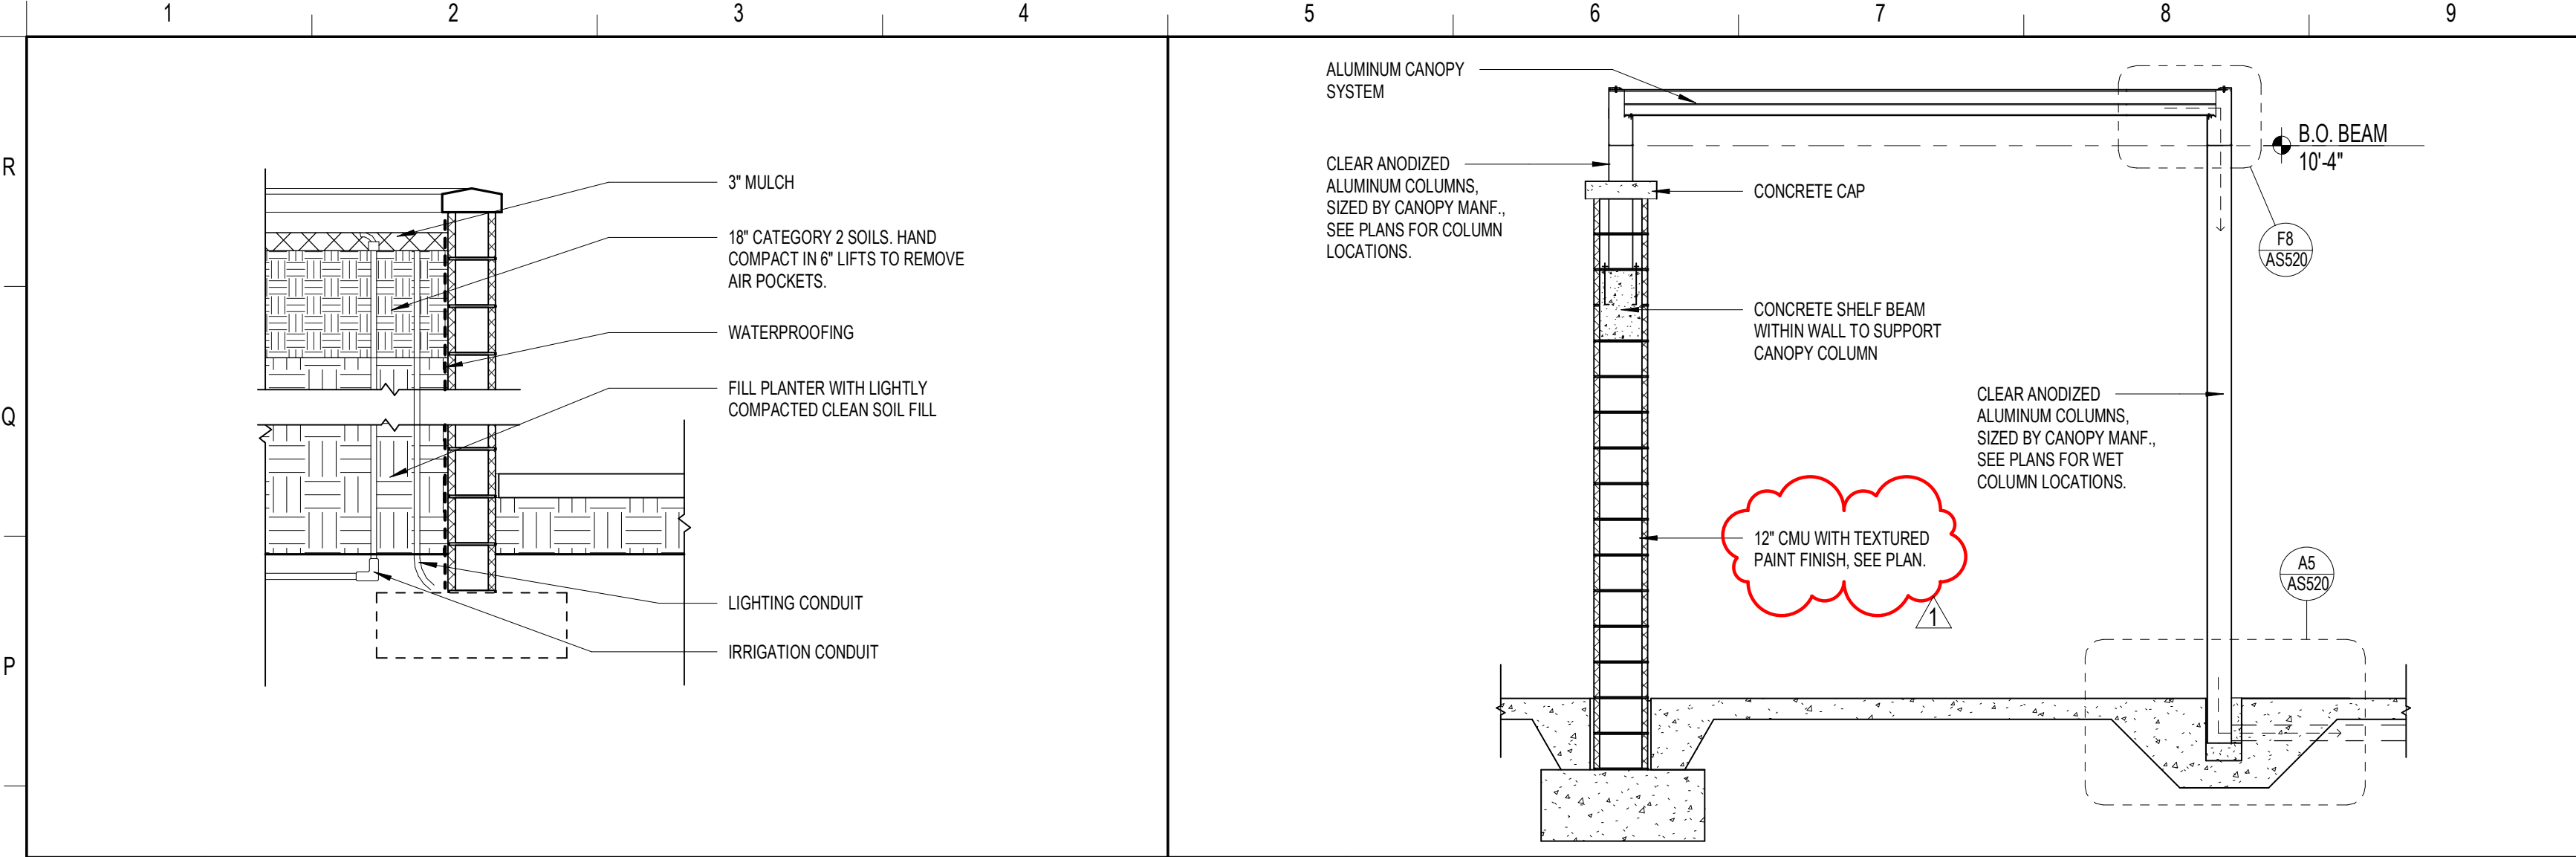 1 2 3 4 5 6 7 8 9
R
Q
P
3" MULCH
18" CATEGORY 2 SOILS. HAND
COMPACT IN 6" LIFTS TO REMOVE
AIR POCKETS.
WATERPROOFING
FILL PLANTER WITH LIGHTLY
COMPACTED CLEAN SOIL FILL
LIGHTING CONDUIT
IRRIGATION CONDUIT
ALUMINUM CANOPY
SYSTEM
CLEAR ANODIZED
ALUMINUM COLUMNS,
SIZED BY CANOPY MANF.,
SEE PLANS FOR COLUMN
LOCATIONS.
CONCRETE CAP
CONCRETE SHELF BEAM
WITHIN WALL TO SUPPORT
CANOPY COLUMN
12" CMU WITH TEXTURED
PAINT FINISH, SEE PLAN.
1
CLEAR ANODIZED
ALUMINUM COLUMNS,
SIZED BY CANOPY MANF.,
SEE PLANS FOR WET
COLUMN LOCATIONS.
B.O. BEAM
10'-4"
F8
AS520
A5
AS520